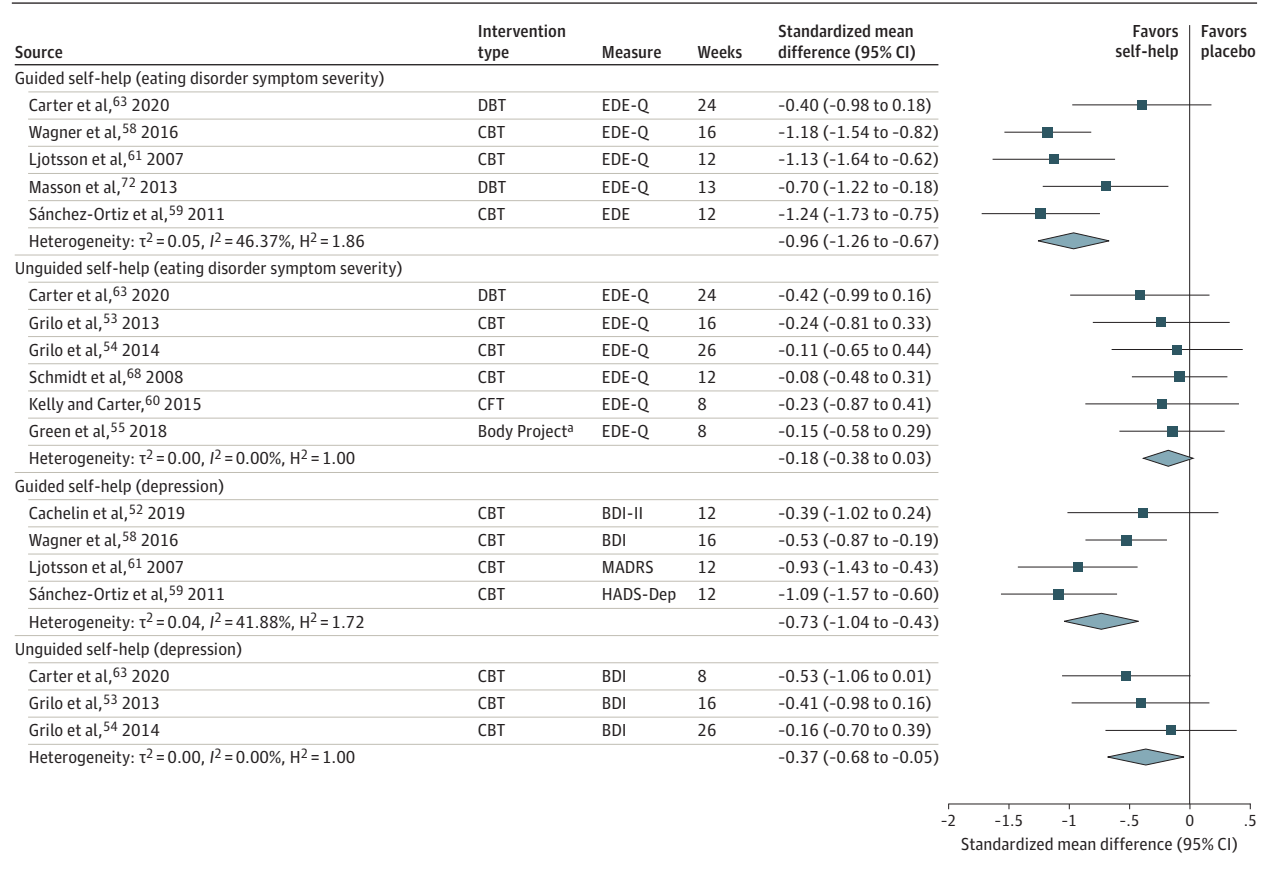 Source Intervention type Measure Weeks Standardized mean difference (95% CI) Favors self-help Favors placebo
Guided self-help (eating disorder symptom severity)
Carter et al,63 2020 DBT EDE-Q 24 -0.40 (-0.98 to 0.18)
Wagner et al,58 2016 CBT EDE-Q 16 -1.18 (-1.54 to -0.82)
Ljotsson et al,61 2007 CBT EDE-Q 12 -1.13 (-1.64 to -0.62)
Masson et al,72 2013 DBT EDE-Q 13 -0.70 (-1.22 to -0.18)
Sánchez-Ortiz et al,59 2011 CBT EDE 12 -1.24 (-1.73 to -0.75)
Heterogeneity: τ2 = 0.05, I2 = 46.37%, H2 = 1.86 -0.96 (-1.26 to -0.67)
Unguided self-help (eating disorder symptom severity)
Carter et al,63 2020 DBT EDE-Q 24 -0.42 (-0.99 to 0.16)
Grilo et al,53 2013 CBT EDE-Q 16 -0.24 (-0.81 to 0.33)
Grilo et al,54 2014 CBT EDE-Q 26 -0.11 (-0.65 to 0.44)
Schmidt et al,68 2008 CBT EDE-Q 12 -0.08 (-0.48 to 0.31)
Kelly and Carter,60 2015 CFT EDE-Q 8 -0.23 (-0.87 to 0.41)
Green et al,55 2018 Body Projecta EDE-Q 8 -0.15 (-0.58 to 0.29)
Heterogeneity: τ2 = 0.00, I2 = 0.00%, H2 = 1.00 -0.18 (-0.38 to 0.03)
Guided self-help (depression)
Cachelin et al,52 2019 CBT BDI-II 12 -0.39 (-1.02 to 0.24)
Wagner et al,58 2016 CBT BDI 16 -0.53 (-0.87 to -0.19)
Ljotsson et al,61 2007 CBT MADRS 12 -0.93 (-1.43 to -0.43)
Sánchez-Ortiz et al,59 2011 CBT HADS-Dep 12 -1.09 (-1.57 to -0.60)
Heterogeneity: τ2 = 0.04, I2 = 41.88%, H2 = 1.72 -0.73 (-1.04 to -0.43)
Unguided self-help (depression)
Carter et al,63 2020 CBT BDI 8 -0.53 (-1.06 to 0.01)
Grilo et al,53 2013 CBT BDI 16 -0.41 (-0.98 to 0.16)
Grilo et al,54 2014 CBT BDI 26 -0.16 (-0.70 to 0.39)
Heterogeneity: τ2 = 0.00, I2 = 0.00%, H2 = 1.00 -0.37 (-0.68 to -0.05)
-2 -1.5 -1 -.5 0 .5
Standardized mean difference (95% CI)